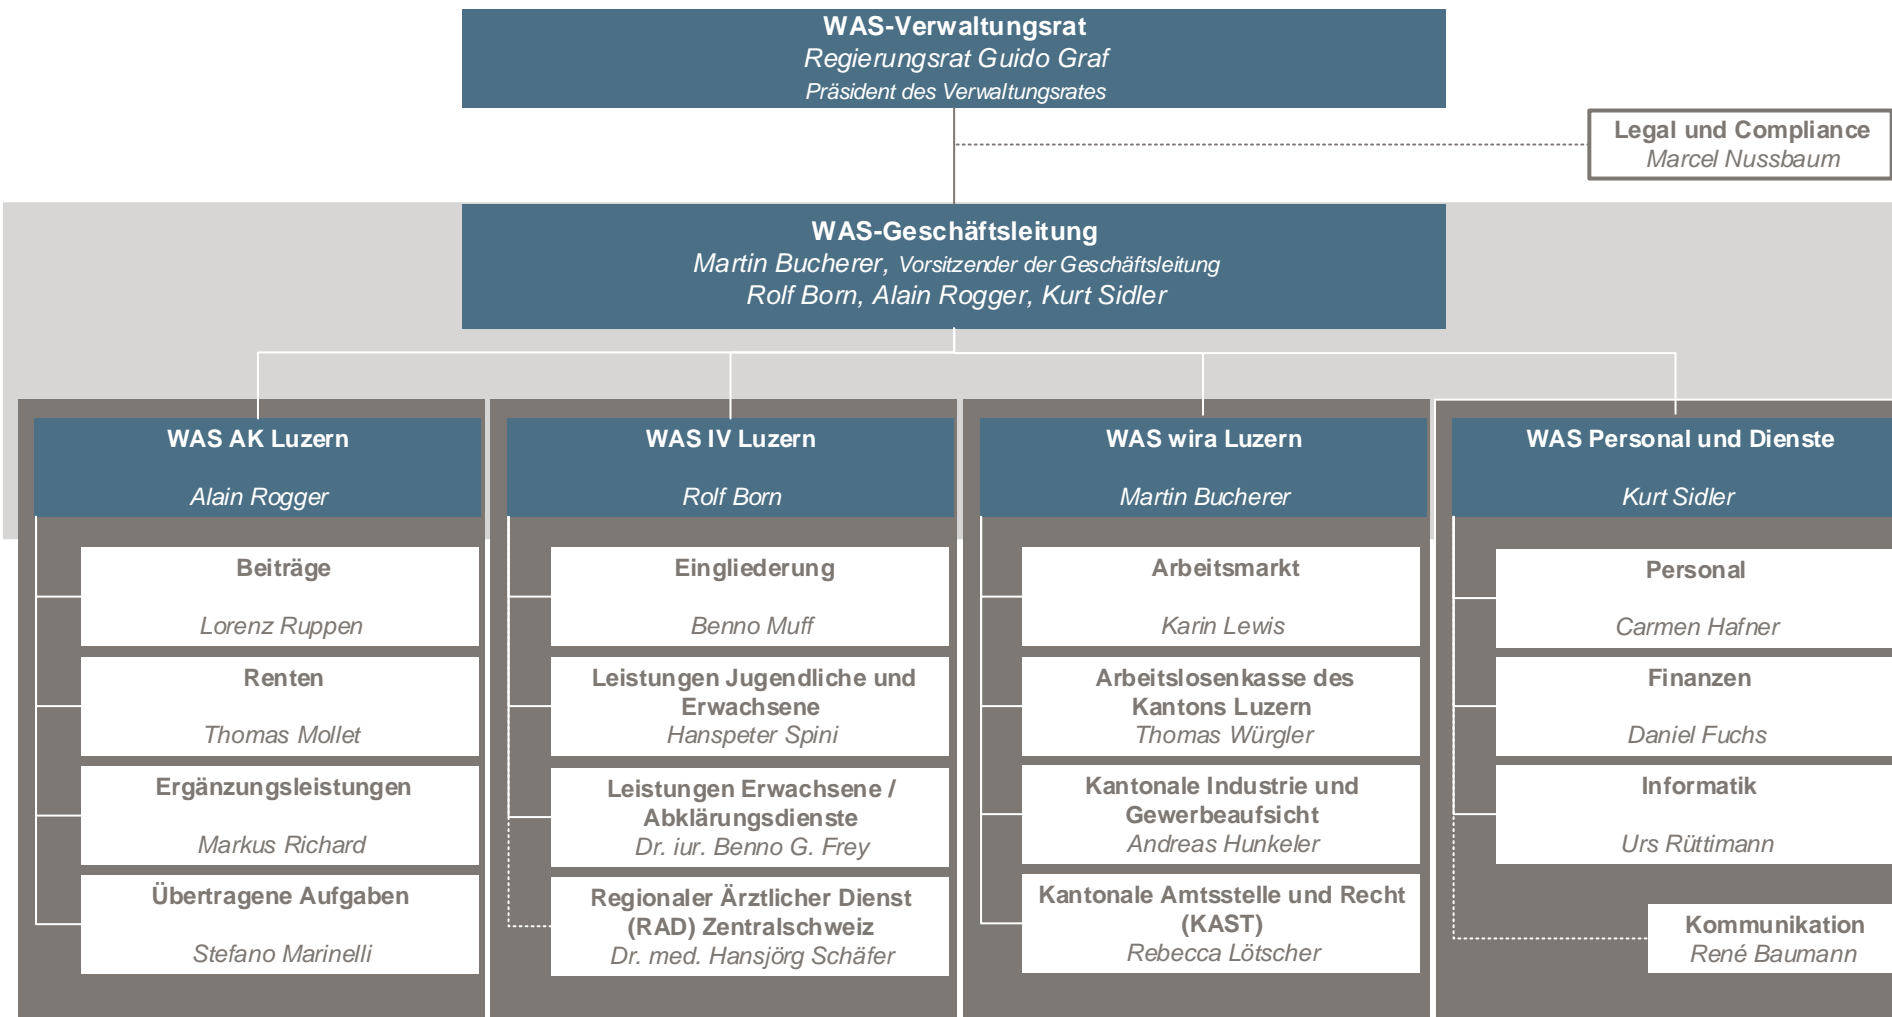 WAS-Verwaltungsrat
Regierungsrat Guido Graf
Präsident des Verwaltungsrates
Legal und Compliance
Marcel Nussbaum
WAS-Geschäftsleitung
Martin Bucherer, Vorsitzender der Geschäftsleitung
Rolf Born, Alain Rogger, Kurt Sidler
WAS AK Luzern
Alain Rogger
Beiträge
Lorenz Ruppen
Renten
Thomas Mollet
Ergänzungsleistungen
Markus Richard
Übertragene Aufgaben
Stefano Marinelli
WAS IV Luzern
Rolf Born
Eingliederung
Benno Muff
Leistungen Jugendliche und
Erwachsene
Hanspeter Spini
Leistungen Erwachsene /
Abklärungsdienste
Dr. iur. Benno G. Frey
Regionaler Ärztlicher Dienst
(RAD) Zentralschweiz
Dr. med. Hansjörg Schäfer
WAS wira Luzern
Martin Bucherer
Arbeitsmarkt
Karin Lewis
Arbeitslosenkasse des
Kantons Luzern
Thomas Würgler
Kantonale Industrie und
Gewerbeaufsicht
Andreas Hunkeler
Kantonale Amtsstelle und Recht
(KAST)
Rebecca Lötscher
WAS Personal und Dienste
Kurt Sidler
Personal
Carmen Hafner
Finanzen
Daniel Fuchs
Informatik
Urs Rüttimann
Kommunikation
René Baumann